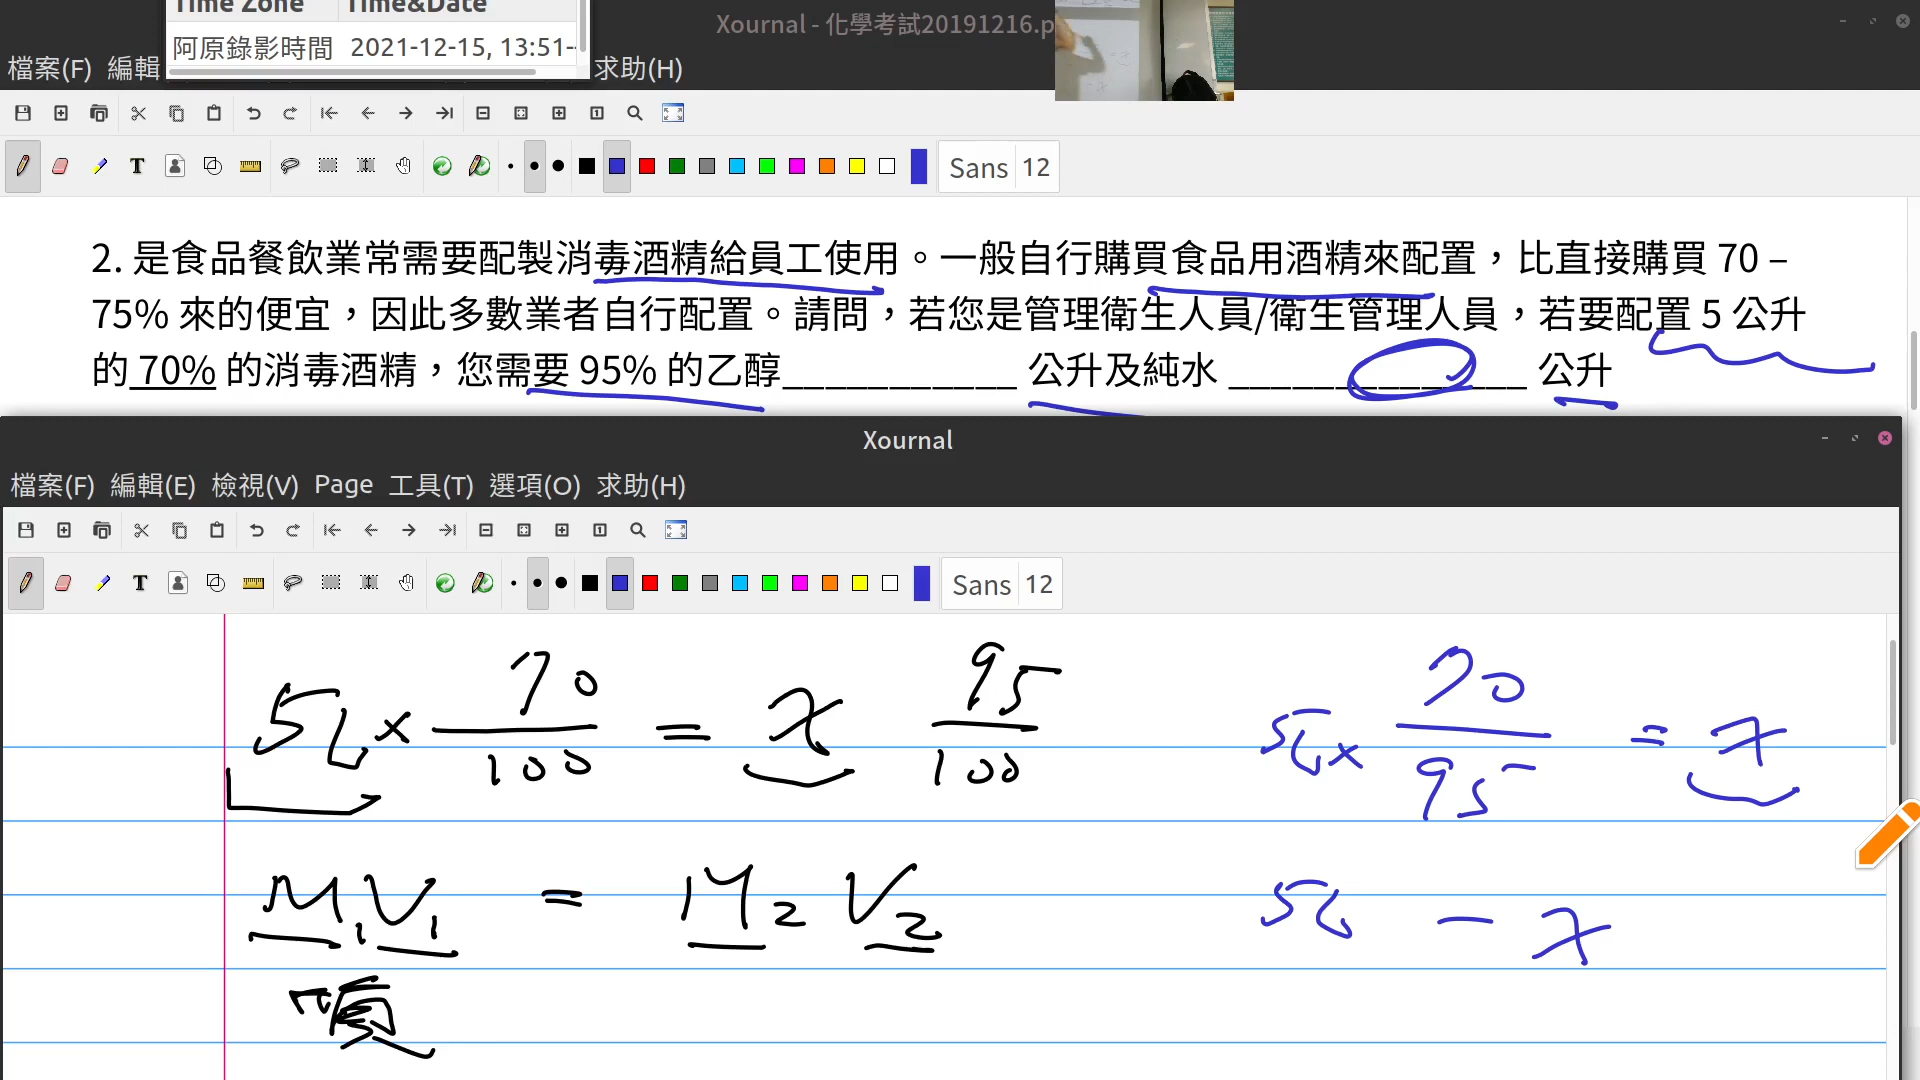 Time Zone Time&Date
Xournal - 化學考試20191216.p
阿原錄影時間 2021-12-15, 13:51-
檔案(F) 編輯 求助(H)
Sans 12
2. 是食品餐飲業常需要配製消毒酒精給員工使用。一般自行購買食品用酒精來配置，比直接購買 70 –
75% 來的便宜，因此多數業者自行配置。請問，若您是管理衛生人員/衛生管理人員，若要配置 5 公升
的 70% 的消毒酒精，您需要 95% 的乙醇___________ 公升及純水 ______________ 公升
Xournal
檔案(F) 編輯(E) 檢視(V) Page 工具(T) 選項(O) 求助(H)
Sans 12
5L × 70/100 = x 95/100
5L × 70/95 = x
M₁V₁ = M₂V₂
5L - x